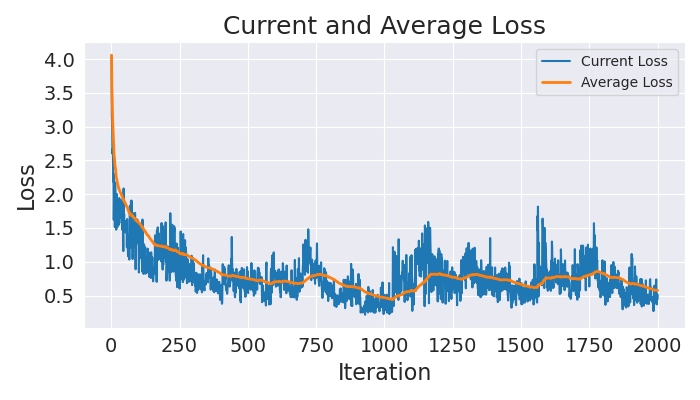 Current and Average Loss
Current Loss
Average Loss
Loss
4.0
3.5
3.0
2.5
2.0
1.5
1.0
0.5
0 250 500 750 1000 1250 1500 1750 2000
Iteration